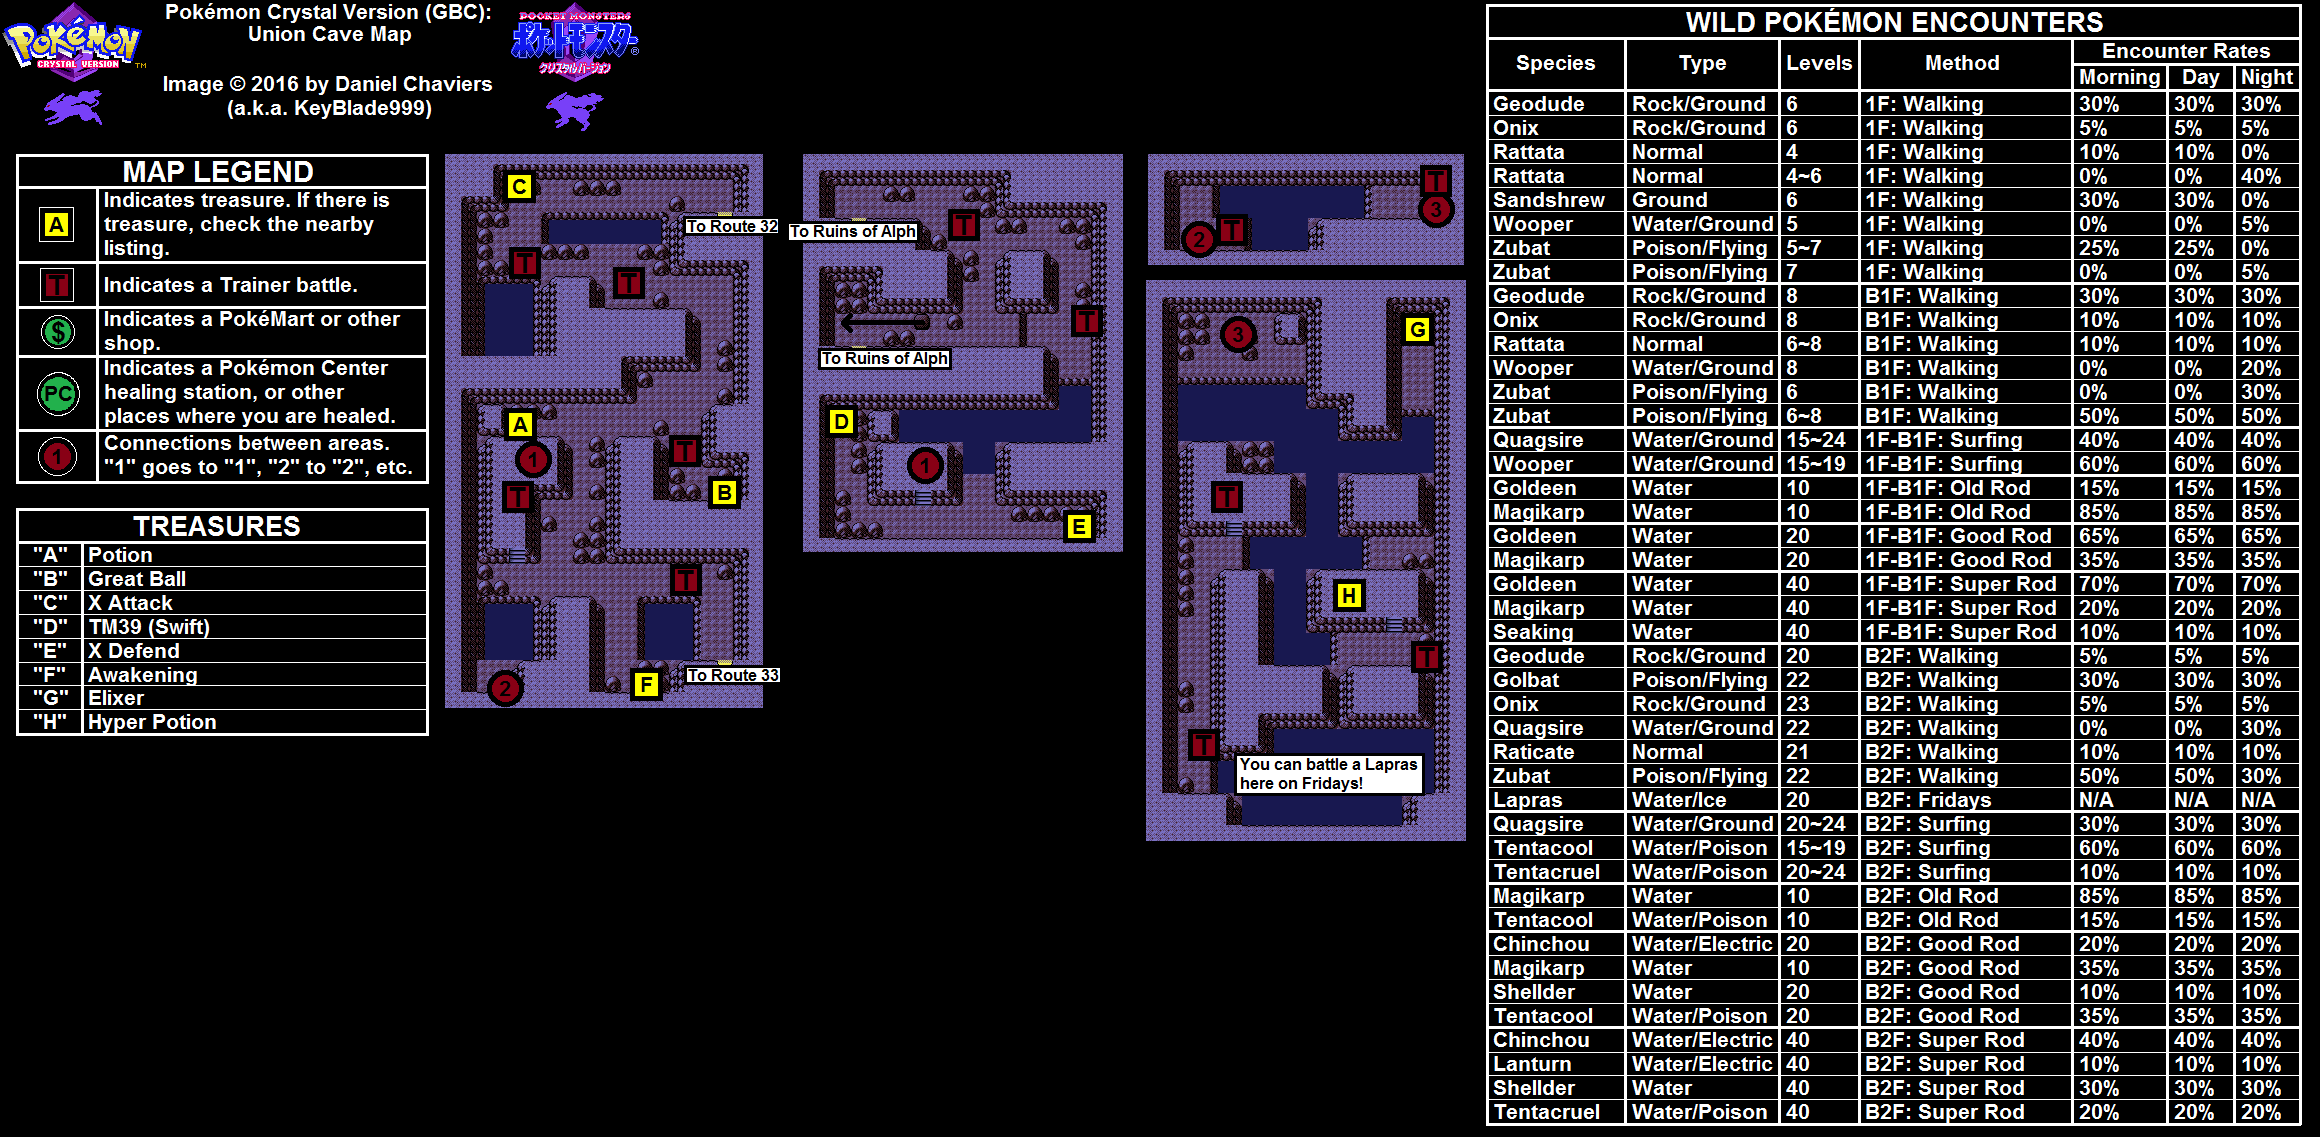 Pokémon Crystal Version (GBC):
Union Cave Map
Image © 2016 by Daniel Chaviers
(a.k.a. KeyBlade999)
POKéMON
CRYSTAL VERSION
TM
POCKET MONSTERS
ポケットモンスター
®
クリスタルバージョン
MAP LEGEND
A
Indicates treasure. If there is
treasure, check the nearby
listing.
T
Indicates a Trainer battle.
$
Indicates a PokéMart or other
shop.
PC
Indicates a Pokémon Center
healing station, or other
places where you are healed.
1
Connections between areas.
"1" goes to "1", "2" to "2", etc.
TREASURES
"A" Potion
"B" Great Ball
"C" X Attack
"D" TM39 (Swift)
"E" X Defend
"F" Awakening
"G" Elixer
"H" Hyper Potion
C
To Route 32
T
T
A
1
T
B
T
T
2
F
To Route 33
To Ruins of Alph
T
T
To Ruins of Alph
D
1
E
T
3
2
T
3
G
T
H
T
T
You can battle a Lapras
here on Fridays!
WILD POKÉMON ENCOUNTERS
Species Type Levels Method Encounter Rates
Morning Day Night
Geodude Rock/Ground 6 1F: Walking 30% 30% 30%
Onix Rock/Ground 6 1F: Walking 5% 5% 5%
Rattata Normal 4 1F: Walking 10% 10% 0%
Rattata Normal 4~6 1F: Walking 0% 0% 40%
Sandshrew Ground 6 1F: Walking 30% 30% 0%
Wooper Water/Ground 5 1F: Walking 0% 0% 5%
Zubat Poison/Flying 5~7 1F: Walking 25% 25% 0%
Zubat Poison/Flying 7 1F: Walking 0% 0% 5%
Geodude Rock/Ground 8 B1F: Walking 30% 30% 30%
Onix Rock/Ground 8 B1F: Walking 10% 10% 10%
Rattata Normal 6~8 B1F: Walking 10% 10% 10%
Wooper Water/Ground 8 B1F: Walking 0% 0% 20%
Zubat Poison/Flying 6 B1F: Walking 0% 0% 30%
Zubat Poison/Flying 6~8 B1F: Walking 50% 50% 50%
Quagsire Water/Ground 15~24 1F-B1F: Surfing 40% 40% 40%
Wooper Water/Ground 15~19 1F-B1F: Surfing 60% 60% 60%
Goldeen Water 10 1F-B1F: Old Rod 15% 15% 15%
Magikarp Water 10 1F-B1F: Old Rod 85% 85% 85%
Goldeen Water 20 1F-B1F: Good Rod 65% 65% 65%
Magikarp Water 20 1F-B1F: Good Rod 35% 35% 35%
Goldeen Water 40 1F-B1F: Super Rod 70% 70% 70%
Magikarp Water 40 1F-B1F: Super Rod 20% 20% 20%
Seaking Water 40 1F-B1F: Super Rod 10% 10% 10%
Geodude Rock/Ground 20 B2F: Walking 5% 5% 5%
Golbat Poison/Flying 22 B2F: Walking 30% 30% 30%
Onix Rock/Ground 23 B2F: Walking 5% 5% 5%
Quagsire Water/Ground 22 B2F: Walking 0% 0% 30%
Raticate Normal 21 B2F: Walking 10% 10% 10%
Zubat Poison/Flying 22 B2F: Walking 50% 50% 30%
Lapras Water/Ice 20 B2F: Fridays N/A N/A N/A
Quagsire Water/Ground 20~24 B2F: Surfing 30% 30% 30%
Tentacool Water/Poison 15~19 B2F: Surfing 60% 60% 60%
Tentacruel Water/Poison 20~24 B2F: Surfing 10% 10% 10%
Magikarp Water 10 B2F: Old Rod 85% 85% 85%
Tentacool Water/Poison 10 B2F: Old Rod 15% 15% 15%
Chinchou Water/Electric 20 B2F: Good Rod 20% 20% 20%
Magikarp Water 10 B2F: Good Rod 35% 35% 35%
Shellder Water 20 B2F: Good Rod 10% 10% 10%
Tentacool Water/Poison 20 B2F: Good Rod 35% 35% 35%
Chinchou Water/Electric 40 B2F: Super Rod 40% 40% 40%
Lanturn Water/Electric 40 B2F: Super Rod 10% 10% 10%
Shellder Water 40 B2F: Super Rod 30% 30% 30%
Tentacruel Water/Poison 40 B2F: Super Rod 20% 20% 20%